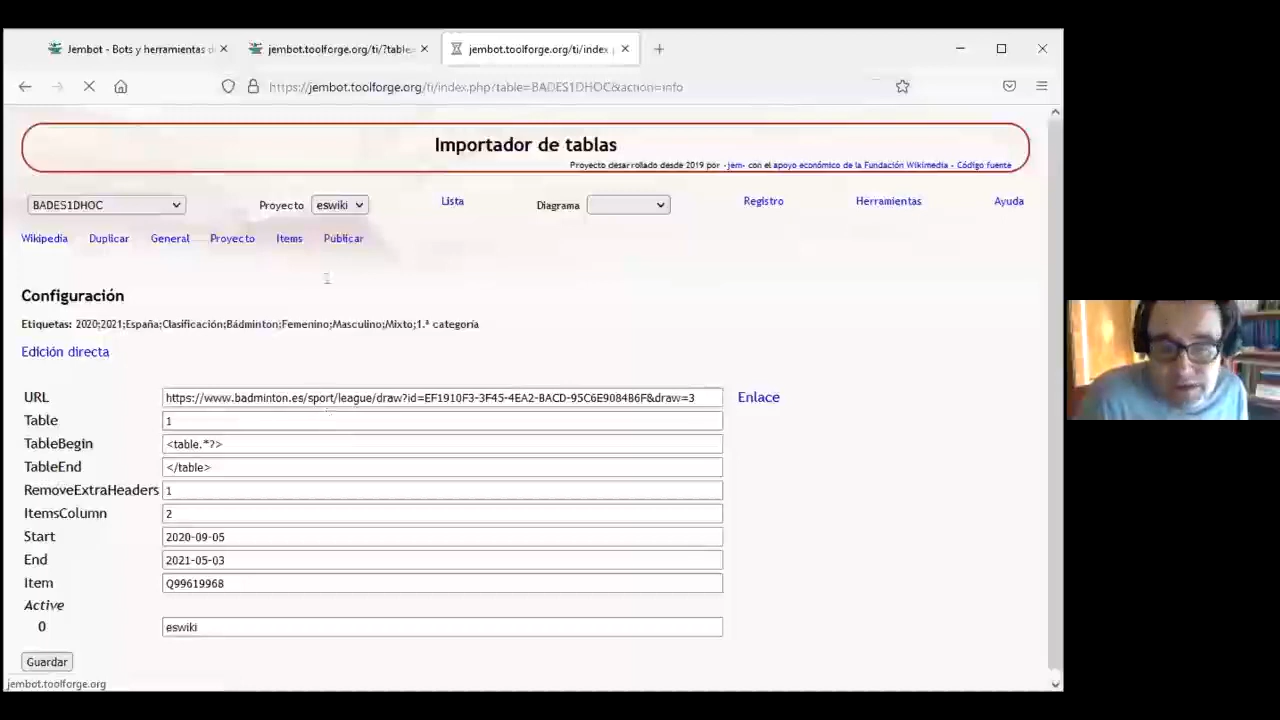 Jembot - Bots y herramientas d
jembot.toolforge.org/ti/?table=
jembot.toolforge.org/ti/index.
https://jembot.toolforge.org/ti/index.php?table=BADES1DHOC&action=info
Importador de tablas
Proyecto desarrollado desde 2019 por -jem- con el apoyo económico de la Fundación Wikimedia - Código fuente
BADES1DHOC Proyecto eswiki Lista Diagrama Registro Herramientas Ayuda
Wikipedia Duplicar General Proyecto Items Publicar
Configuración
Etiquetas: 2020;2021;España;Clasificación;Bádminton;Femenino;Masculino;Mixto;1.ª categoría
Edición directa
URL https://www.badminton.es/sport/league/draw?id=EF1910F3-3F45-4EA2-BACD-95C6E9084B6F&draw=3 Enlace
Table 1
TableBegin <table.*?>
TableEnd </table>
RemoveExtraHeaders 1
ItemsColumn 2
Start 2020-09-05
End 2021-05-03
Item Q99619968
Active
0 eswiki
Guardar
jembot.toolforge.org